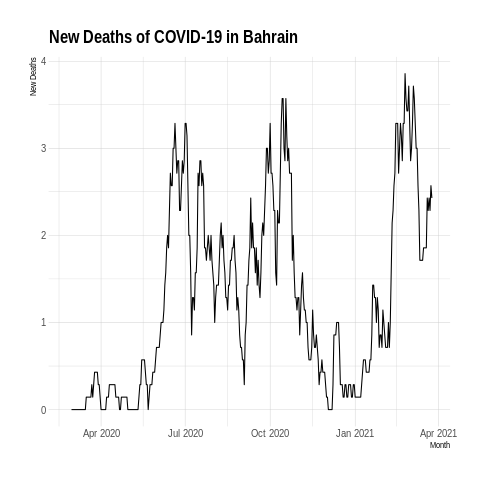 New Deaths of COVID-19 in Bahrain
New Deaths
4
3
2
1
0
Apr 2020 Jul 2020 Oct 2020 Jan 2021 Apr 2021
Month